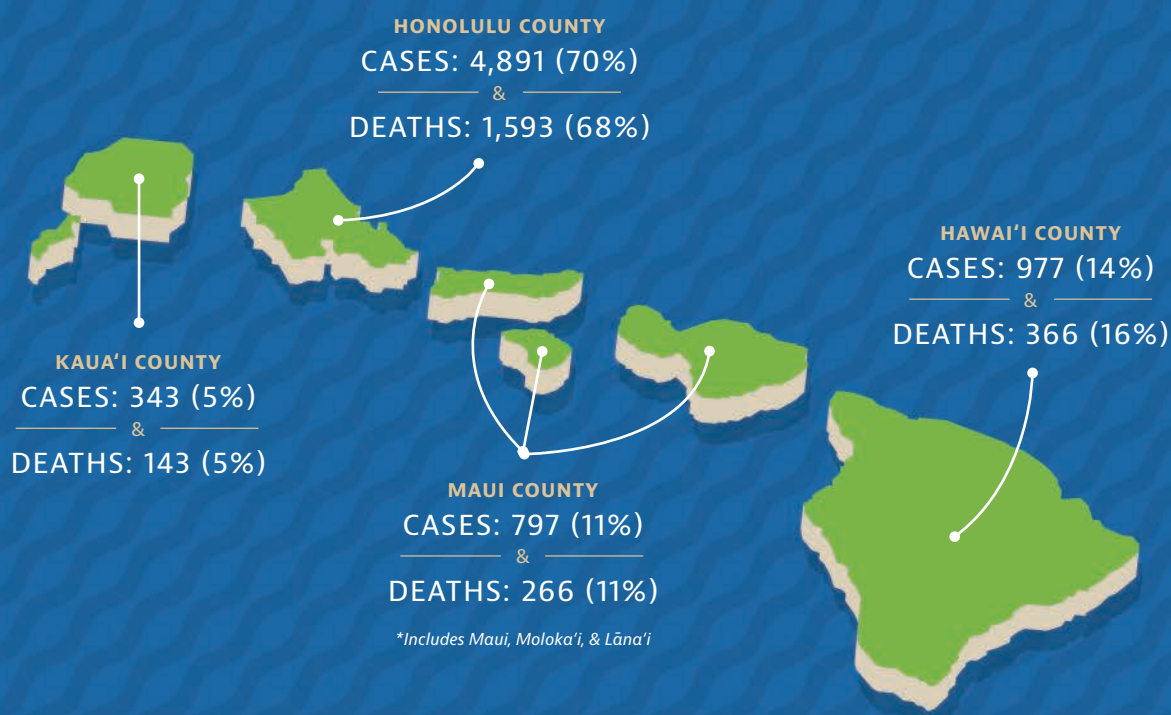 HONOLULU COUNTY
CASES: 4,891 (70%)
&
DEATHS: 1,593 (68%)
HAWAIʻI COUNTY
CASES: 977 (14%)
&
DEATHS: 366 (16%)
KAUAʻI COUNTY
CASES: 343 (5%)
&
DEATHS: 143 (5%)
MAUI COUNTY
CASES: 797 (11%)
&
DEATHS: 266 (11%)
*Includes Maui, Molokaʻi, & Lānaʻi